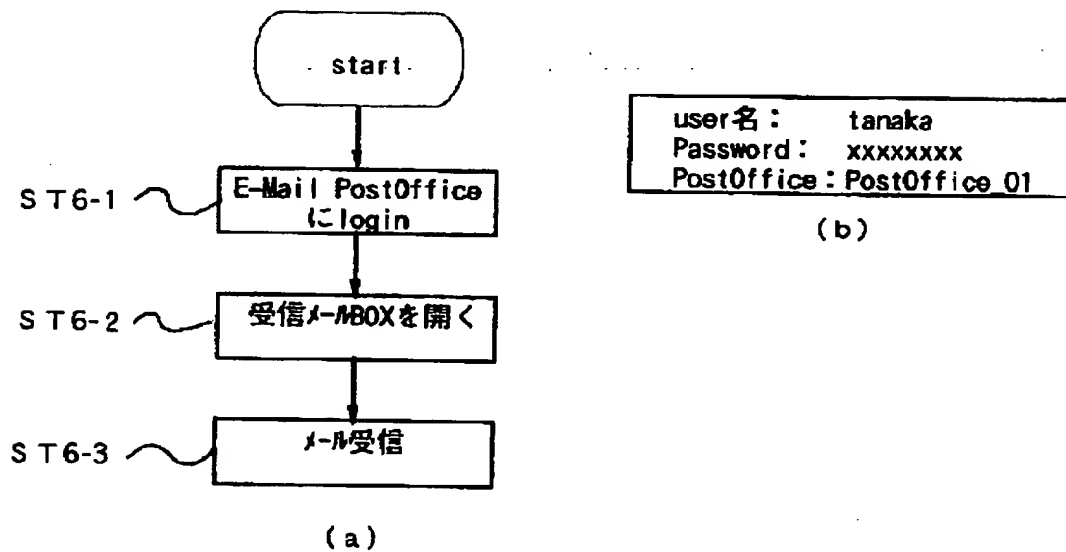 start
ST6-1
E-Mail PostOffice
にlogin
ST6-2
受信メールBOXを開く
ST6-3
メール受信
(a)
user名： tanaka
Password： xxxxxxxx
PostOffice：PostOffice 01
(b)